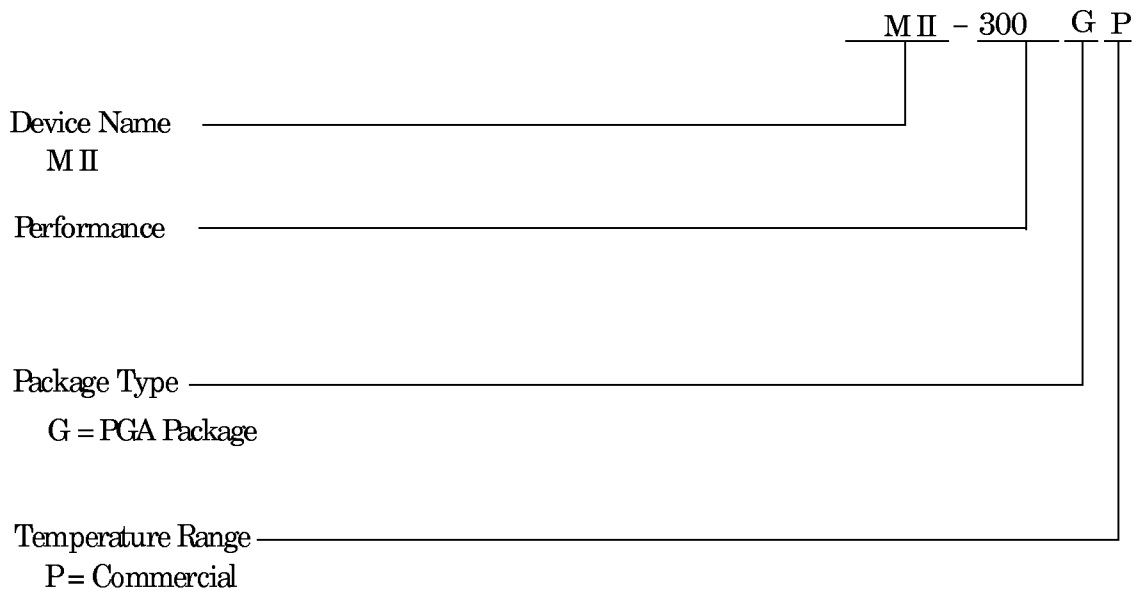 M II - 300 G P
Device Name
M II
Performance
Package Type
G = PGA Package
Temperature Range
P = Commercial